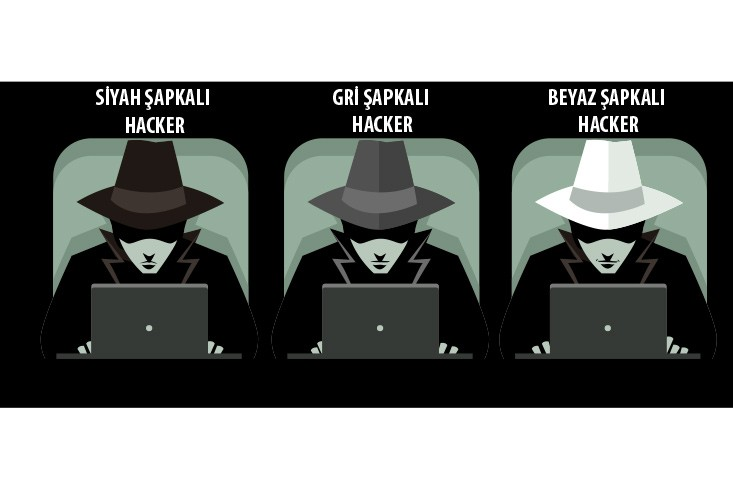 SİYAH ŞAPKALI
HACKER
GRİ ŞAPKALI
HACKER
BEYAZ ŞAPKALI
HACKER